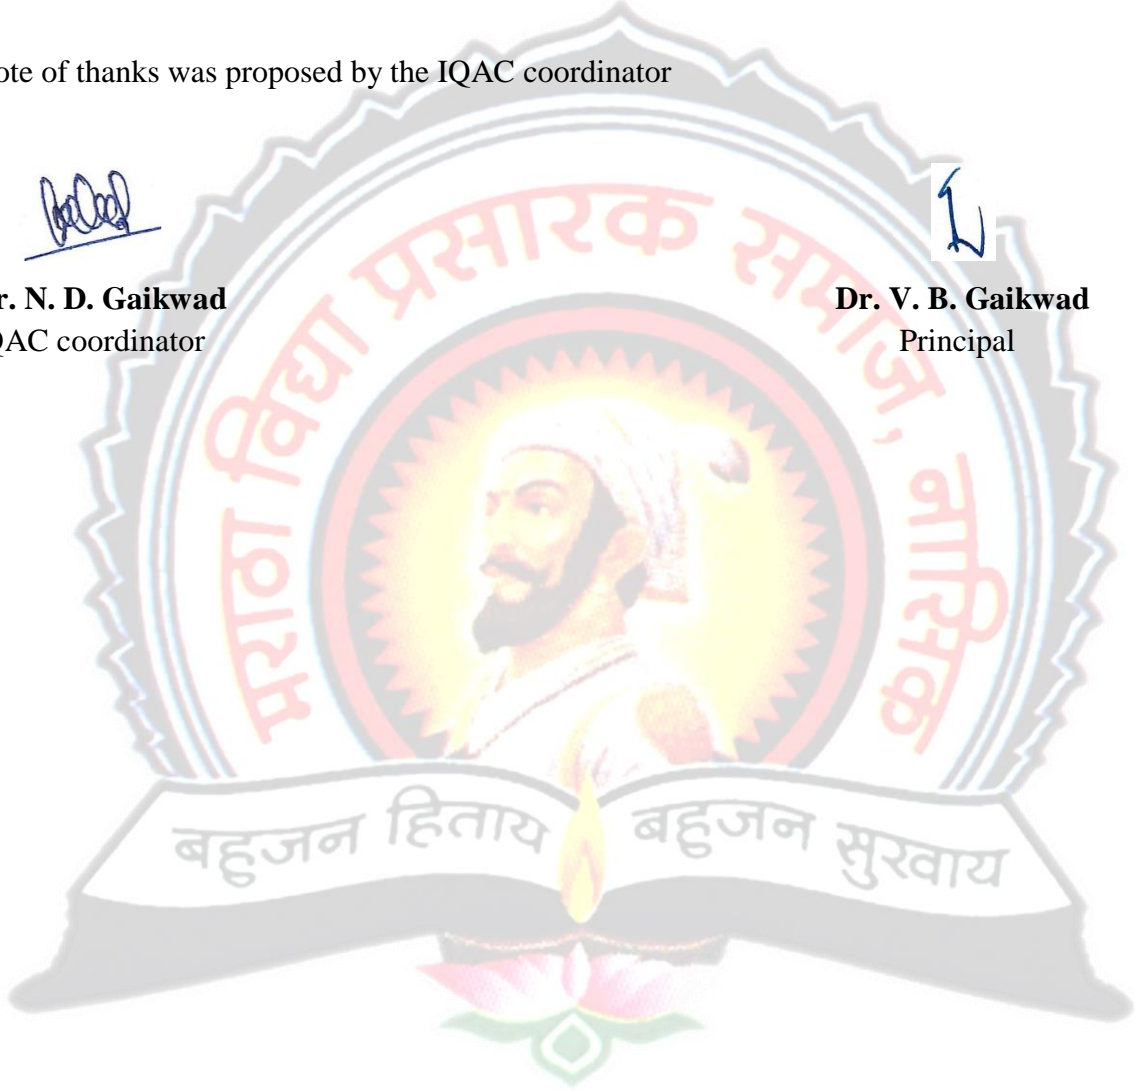 ote of thanks was proposed by the IQAC coordinator
r. N. D. Gaikwad
QAC coordinator
Dr. V. B. Gaikwad
Principal
मराठा विद्या प्रसारक समाज, नासिक
बहुजन हिताय बहुजन सुखाय